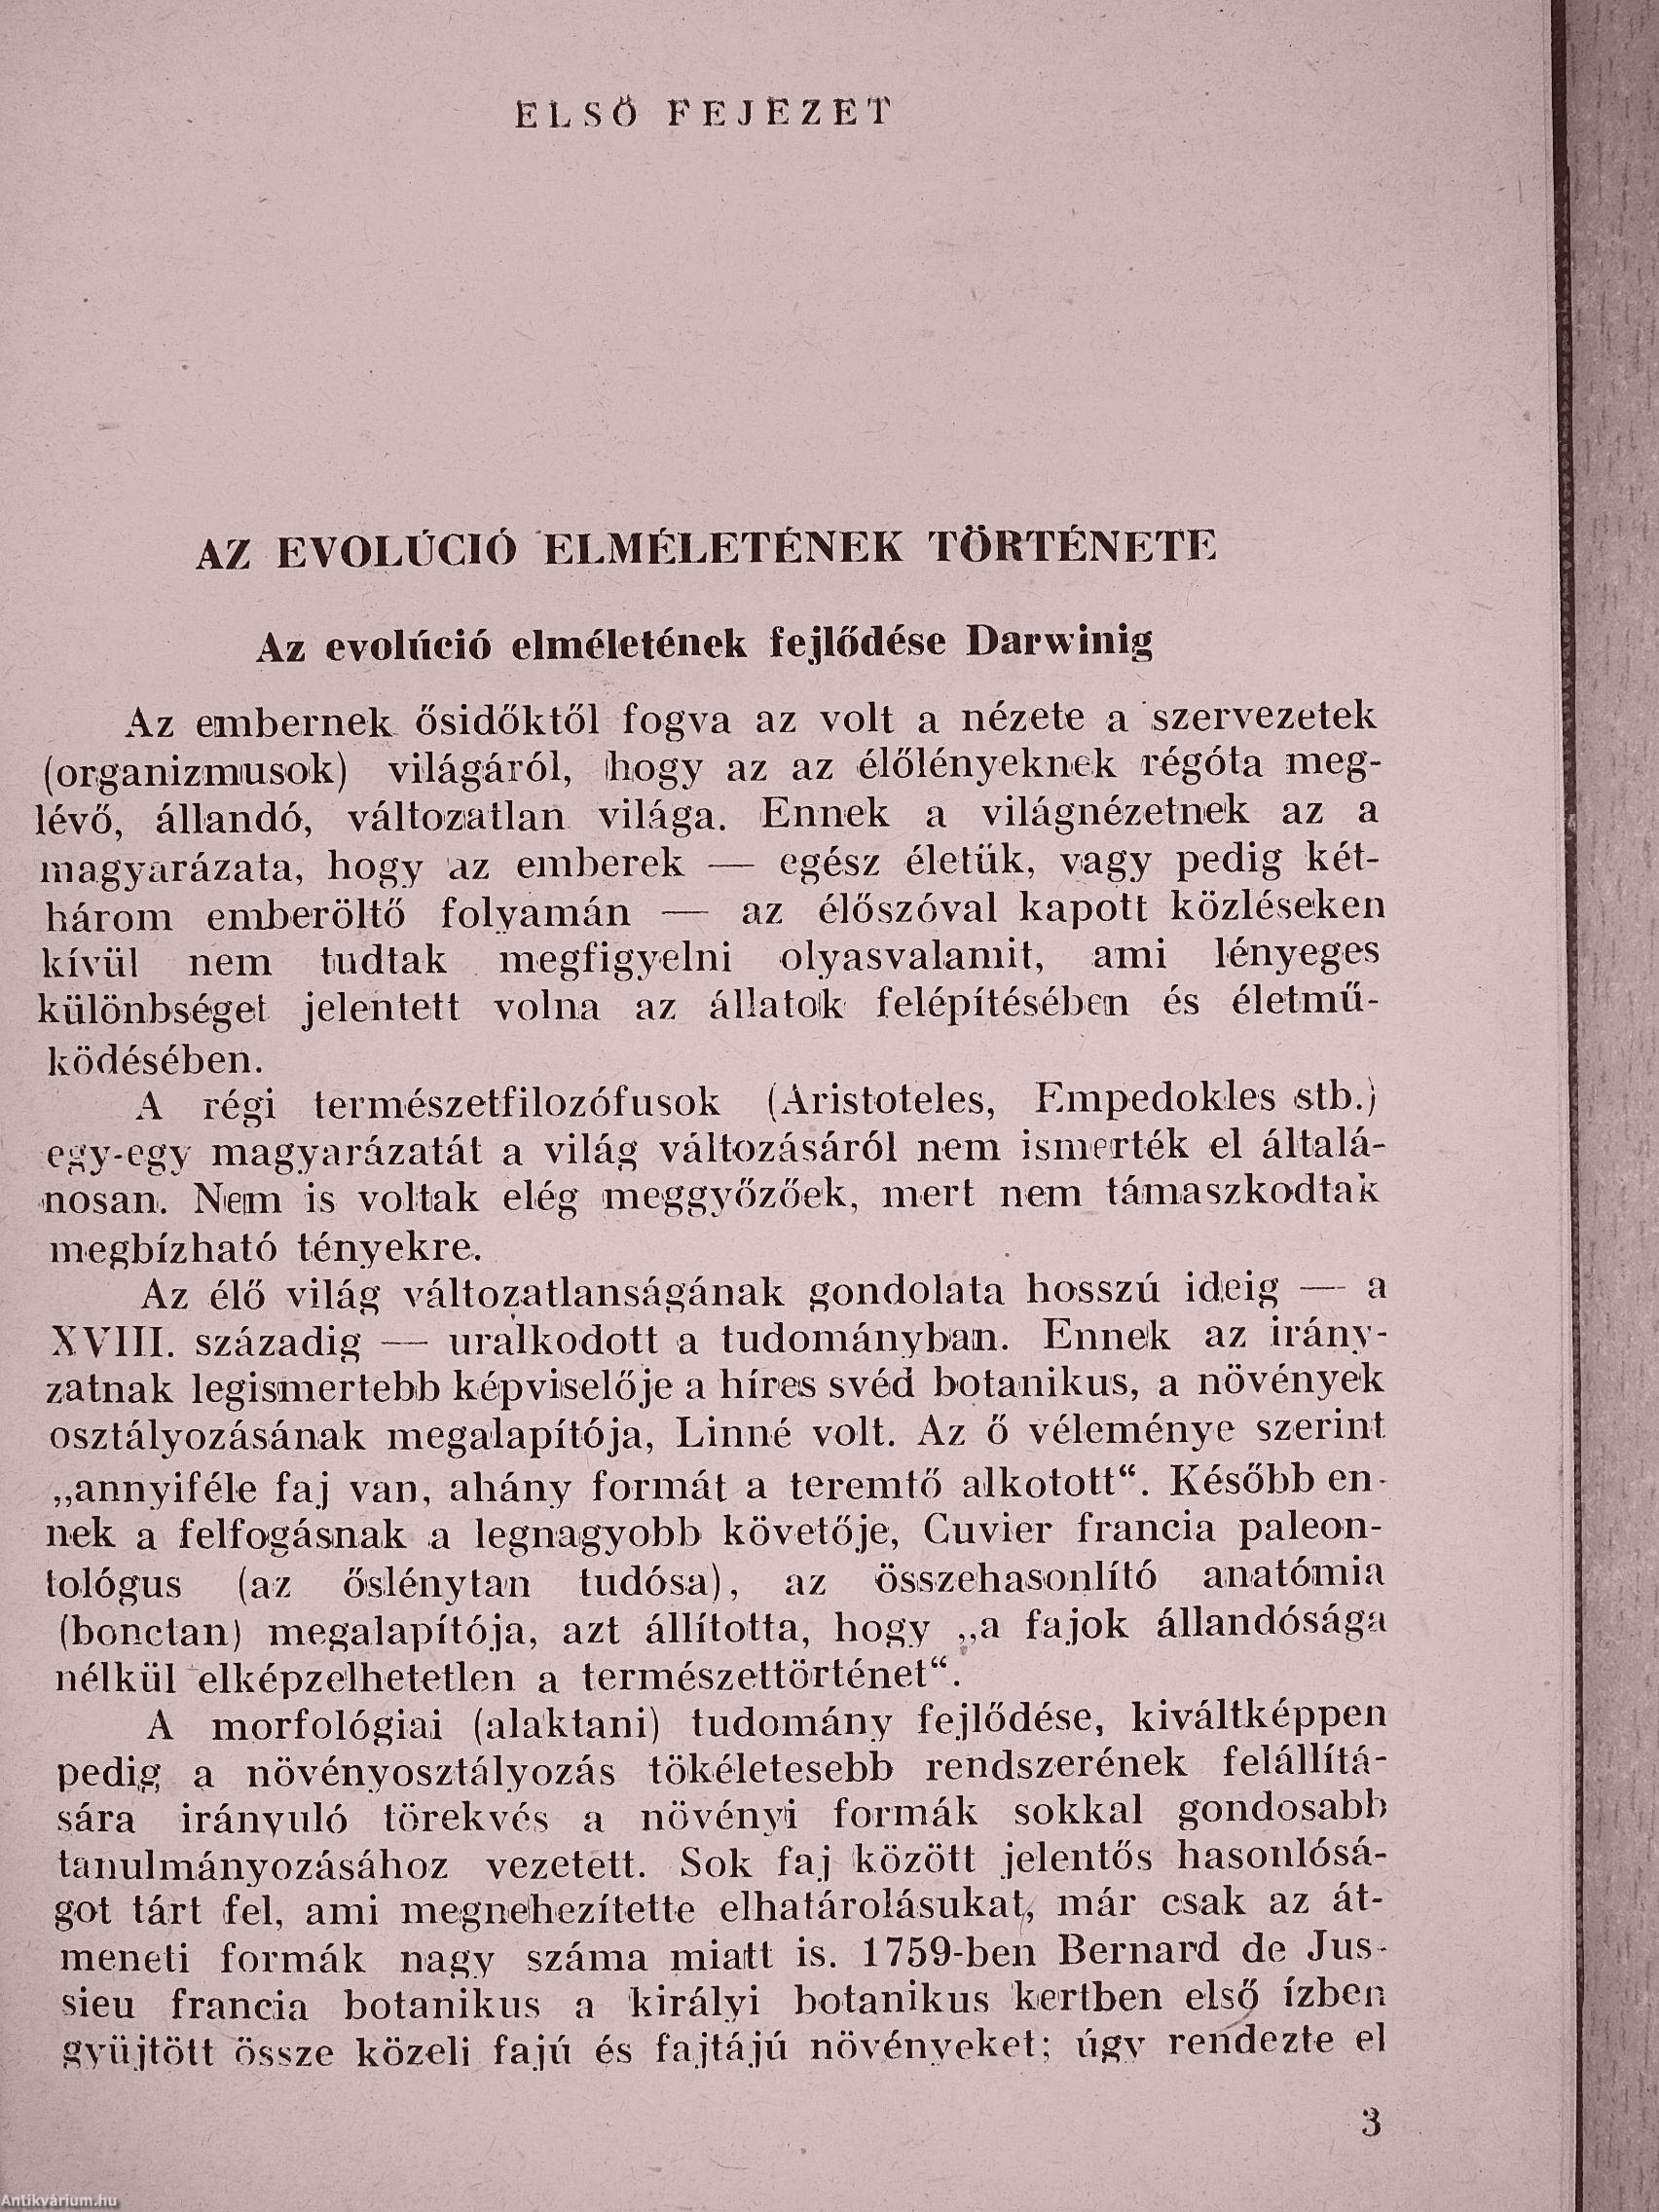 ELSŐ FEJEZET
AZ EVOLÚCIÓ ELMÉLETÉNEK TÖRTÉNETE
Az evolúció elméletének fejlődése Darwinig
Az embernek ősidőktől fogva az volt a nézete a szervezetek
(organizmusok) világáról, hogy az az élőlényeknek régóta meg-
lévő, állandó, változatlan világa. Ennek a világnézetnek az a
magyarázata, hogy az emberek — egész életük, vagy pedig két-
három emberöltő folyamán — az élőszóval kapott közléseken
kívül nem tudtak megfigyelni olyasvalamit, ami lényeges
különbséget jelentett volna az állatok felépítésében és életmű-
ködésében.
A régi természetfilozófusok (Aristoteles, Empedokles stb.)
egy-egy magyarázatát a világ változásáról nem ismerték el általá-
nosan. Nem is voltak elég meggyőzőek, mert nem támaszkodtak
megbízható tényekre.
Az élő világ változatlanságának gondolata hosszú ideig — a
XVIII. századig — uralkodott a tudományban. Ennek az irány-
zatnak legismertebb képviselője a híres svéd botanikus, a növények
osztályozásának megalapítója, Linné volt. Az ő véleménye szerint
„annyiféle faj van, ahány formát a teremtő alkotott“. Később en-
nek a felfogásnak a legnagyobb követője, Cuvier francia paleon-
tológus (az őslénytan tudósa), az összehasonlító anatómia
(bonctan) megalapítója, azt állította, hogy „a fajok állandósága
nélkül elképzelhetetlen a természettörténet“.
A morfológiai (alaktani) tudomány fejlődése, kiváltképpen
pedig a növényosztályozás tökéletesebb rendszerének felállítá-
sára irányuló törekvés a növényi formák sokkal gondosabb
tanulmányozásához vezetett. Sok faj között jelentős hasonlósá-
got tárt fel, ami megnehezítette elhatárolásukat, már csak az át-
meneti formák nagy száma miatt is. 1759-ben Bernard de Jus-
sieu francia botanikus a királyi botanikus kertben első ízben
gyüjtött össze közeli fajú és fajtájú növényeket; úgy rendezte el
3
Antikvárium.hu